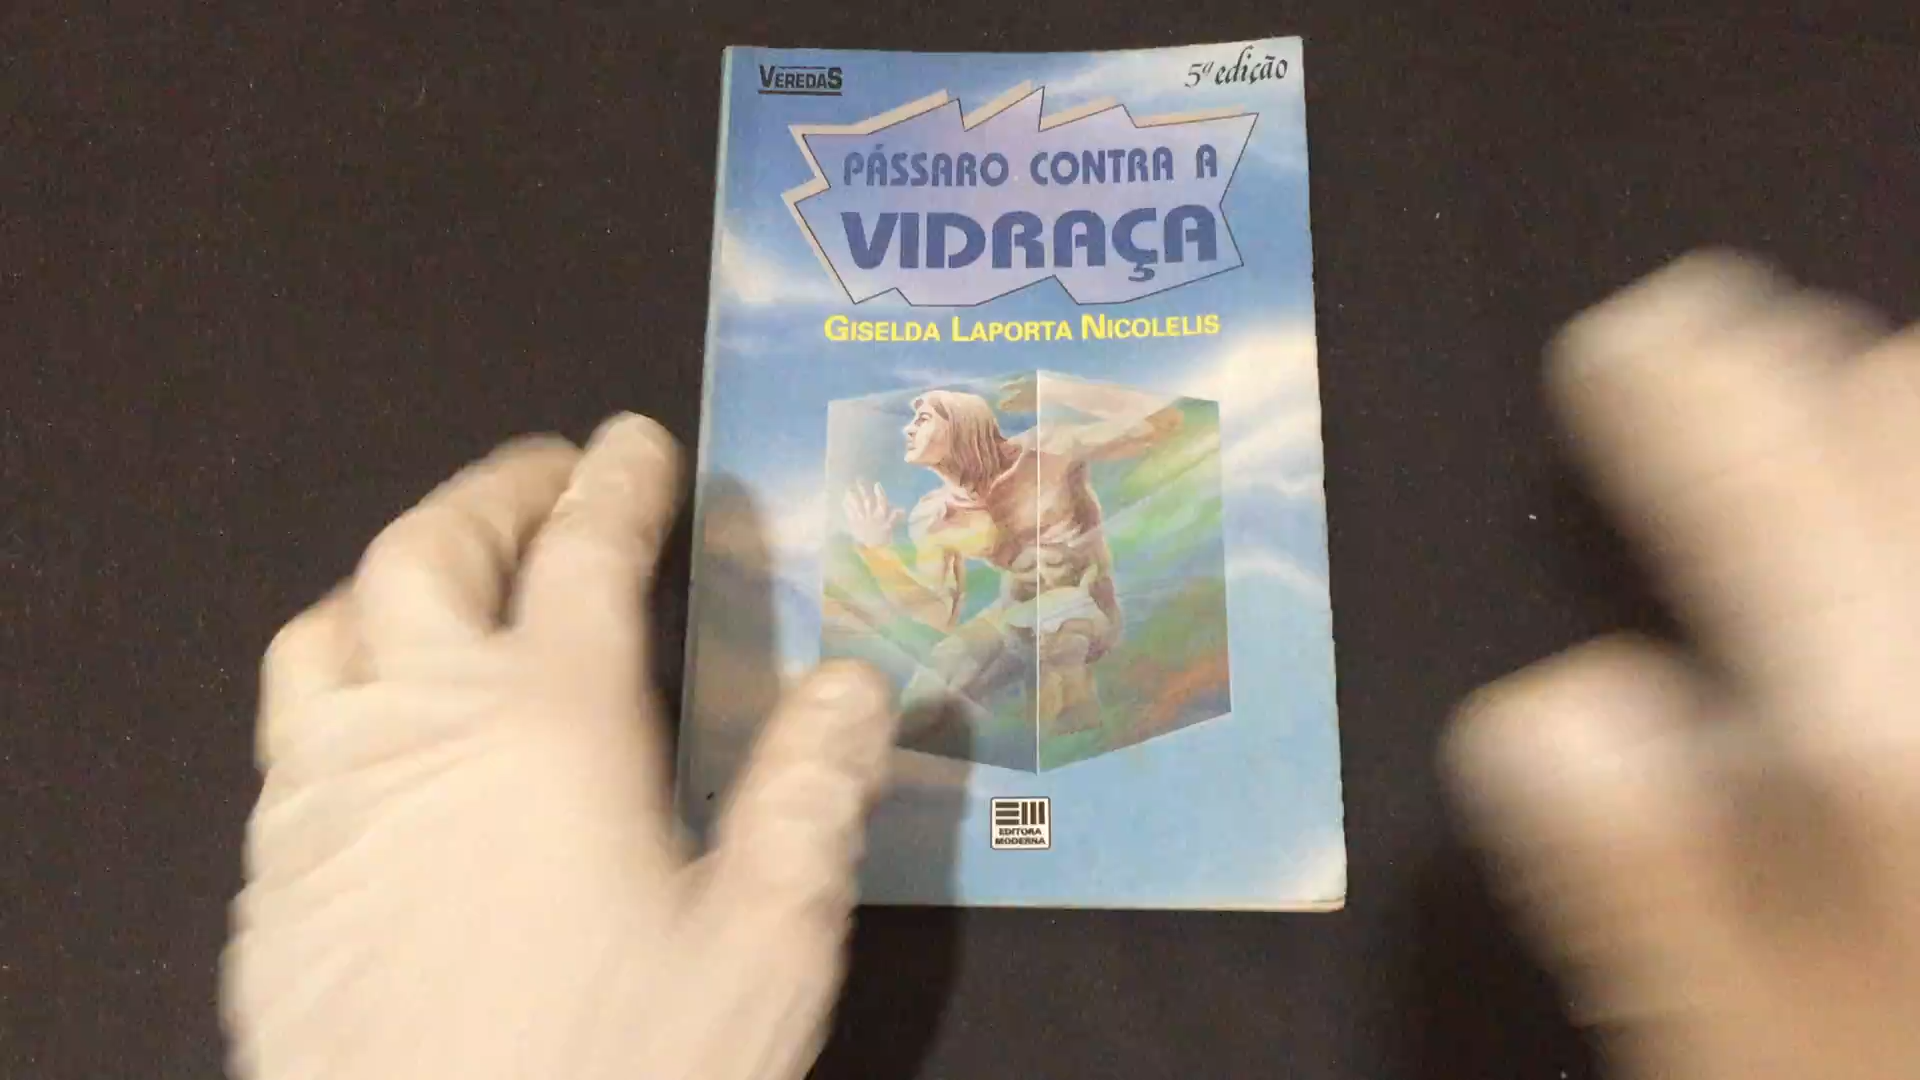 VEREDAS
5ª edição
PÁSSARO CONTRA A
VIDRAÇA
GISELDA LAPORTA NICOLELIS
EDITORA
MODERNA